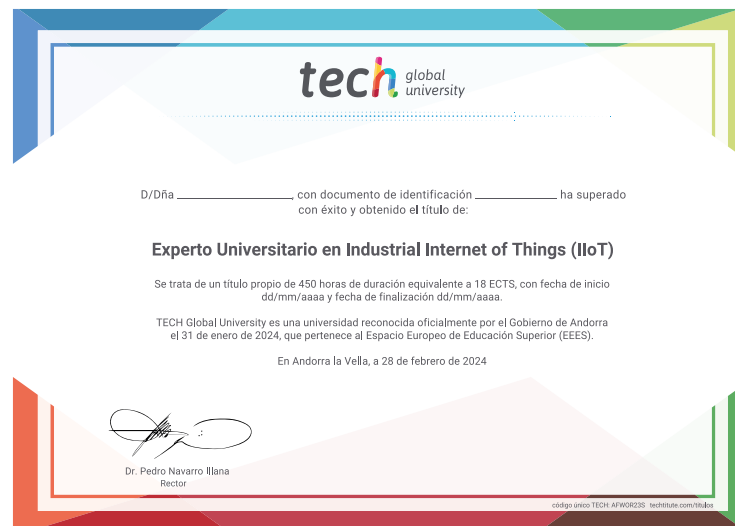 tech global
university
D/Dña ____________________, con documento de identificación ______________ ha superado
con éxito y obtenido el título de:
Experto Universitario en Industrial Internet of Things (IIoT)
Se trata de un título propio de 450 horas de duración equivalente a 18 ECTS, con fecha de inicio
dd/mm/aaaa y fecha de finalización dd/mm/aaaa.
TECH Global University es una universidad reconocida oficialmente por el Gobierno de Andorra
el 31 de enero de 2024, que pertenece al Espacio Europeo de Educación Superior (EEES).
En Andorra la Vella, a 28 de febrero de 2024
Dr. Pedro Navarro Illana
Rector
código único TECH: AFWOR23S techtitute.com/titulos